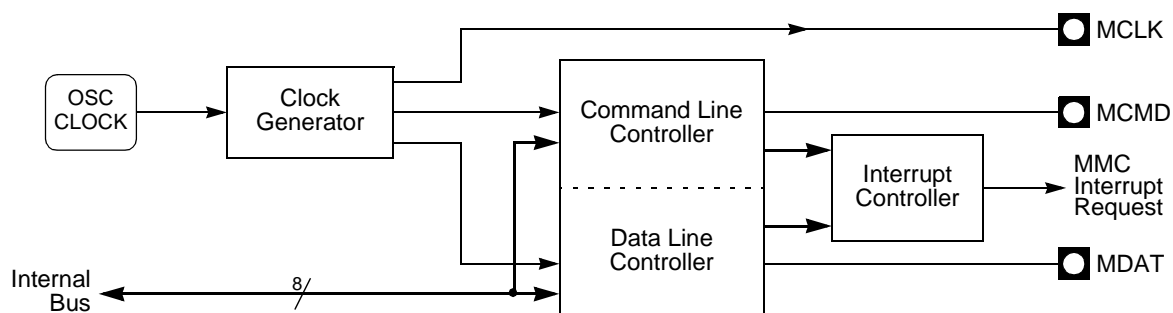 MCLK
OSC
CLOCK
Clock
Generator
Command Line
Controller
MCMD
Interrupt
Controller
MMC
Interrupt
Request
Data Line
Controller
MDAT
Internal
Bus
8